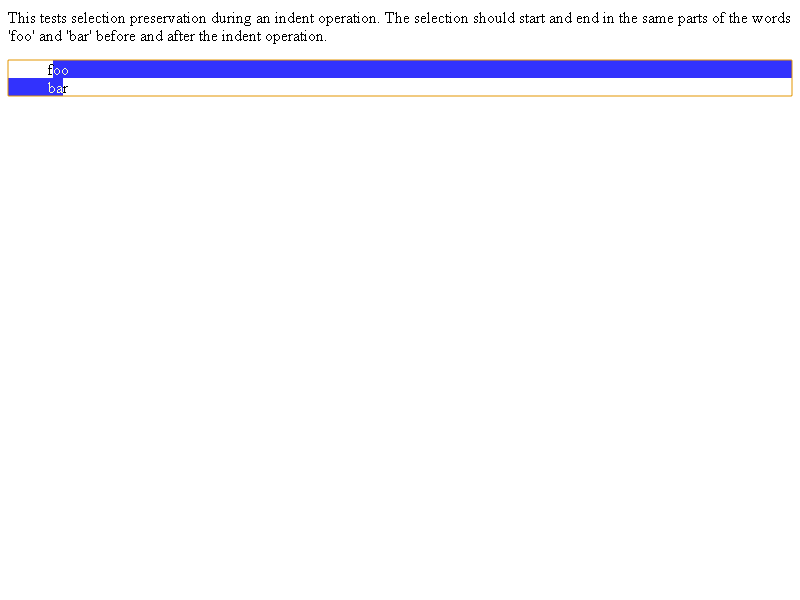 This tests selection preservation during an indent operation. The selection should start and end in the same parts of the words
'foo' and 'bar' before and after the indent operation.
foo
bar